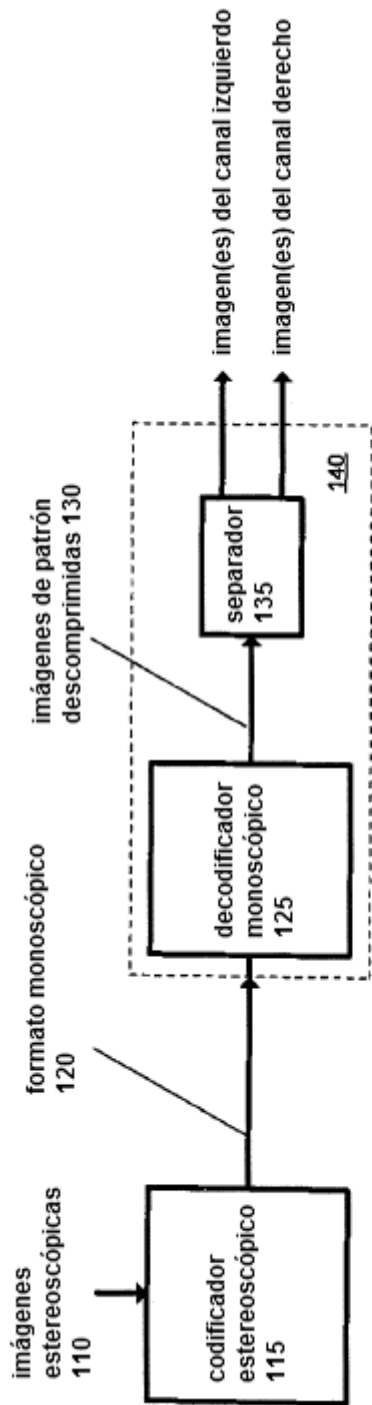 imágenes
estereoscópicas
110
codificador
estereoscópico
115
formato monoscópico
120
decodificador
monoscópico
125
imágenes de patrón
descomprimidas 130
separador
135
140
imagen(es) del canal izquierdo
imagen(es) del canal derecho